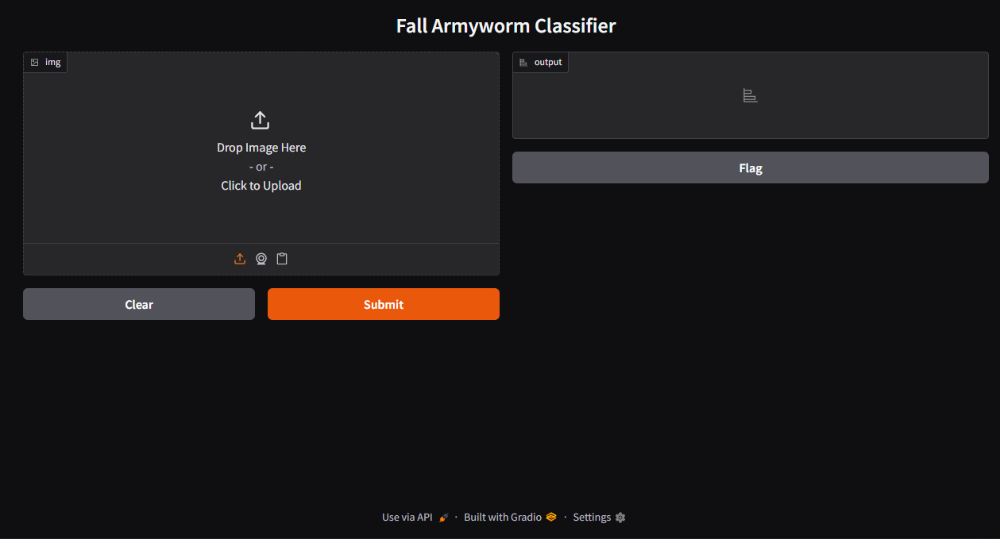 Fall Armyworm Classifier
img
Drop Image Here
- or -
Click to Upload
Clear
Submit
output
Flag
Use via API · Built with Gradio · Settings